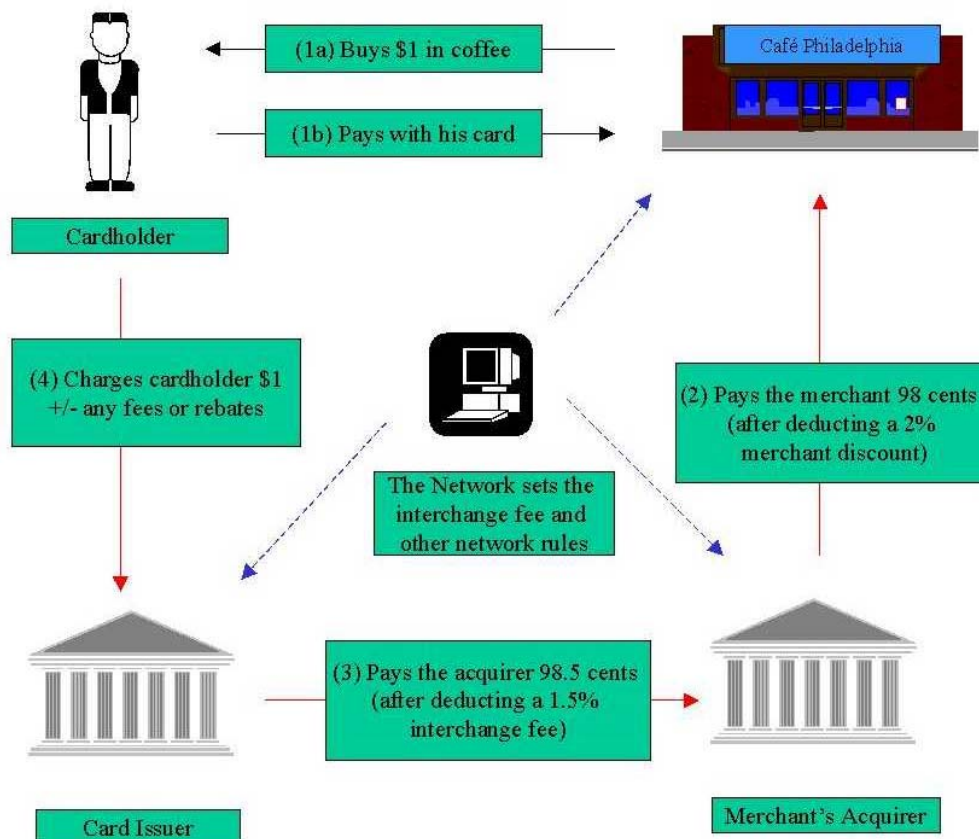 (1a) Buys $1 in coffee
Café Philadelphia
(1b) Pays with his card
Cardholder
(4) Charges cardholder $1
+/- any fees or rebates
(2) Pays the merchant 98 cents
(after deducting a 2%
merchant discount)
The Network sets the
interchange fee and
other network rules
(3) Pays the acquirer 98.5 cents
(after deducting a 1.5%
interchange fee)
Card Issuer
Merchant's Acquirer